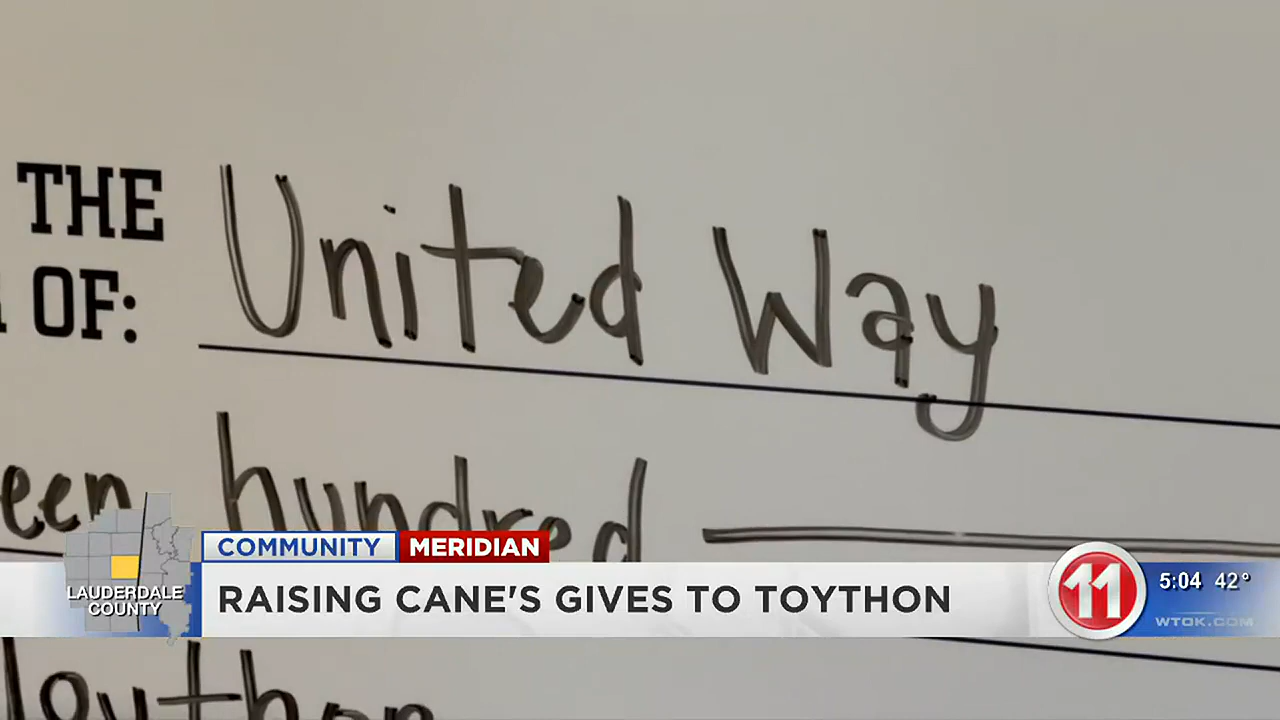 THE
OF:
United Way
hundred
COMMUNITY MERIDIAN
LAUDERDALE
COUNTY
RAISING CANE'S GIVES TO TOYTHON
11
5:04 42°
WTOK.COM